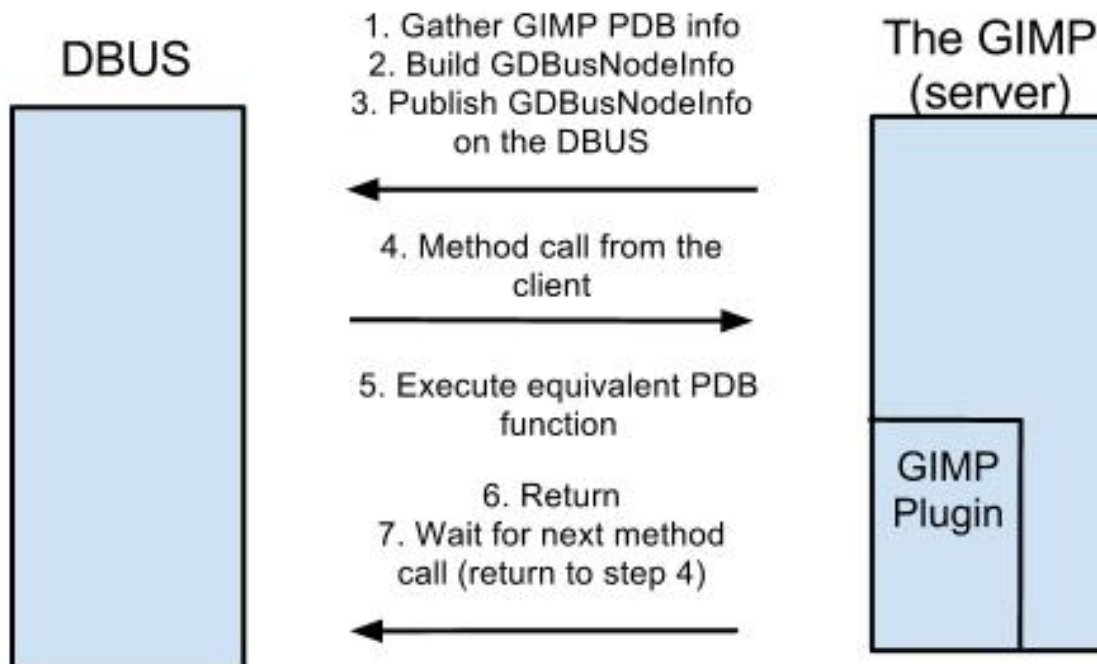 DBUS
1. Gather GIMP PDB info
2. Build GDBusNodeInfo
3. Publish GDBusNodeInfo
on the DBUS
4. Method call from the
client
5. Execute equivalent PDB
function
6. Return
7. Wait for next method
call (return to step 4)
The GIMP
(server)
GIMP
Plugin